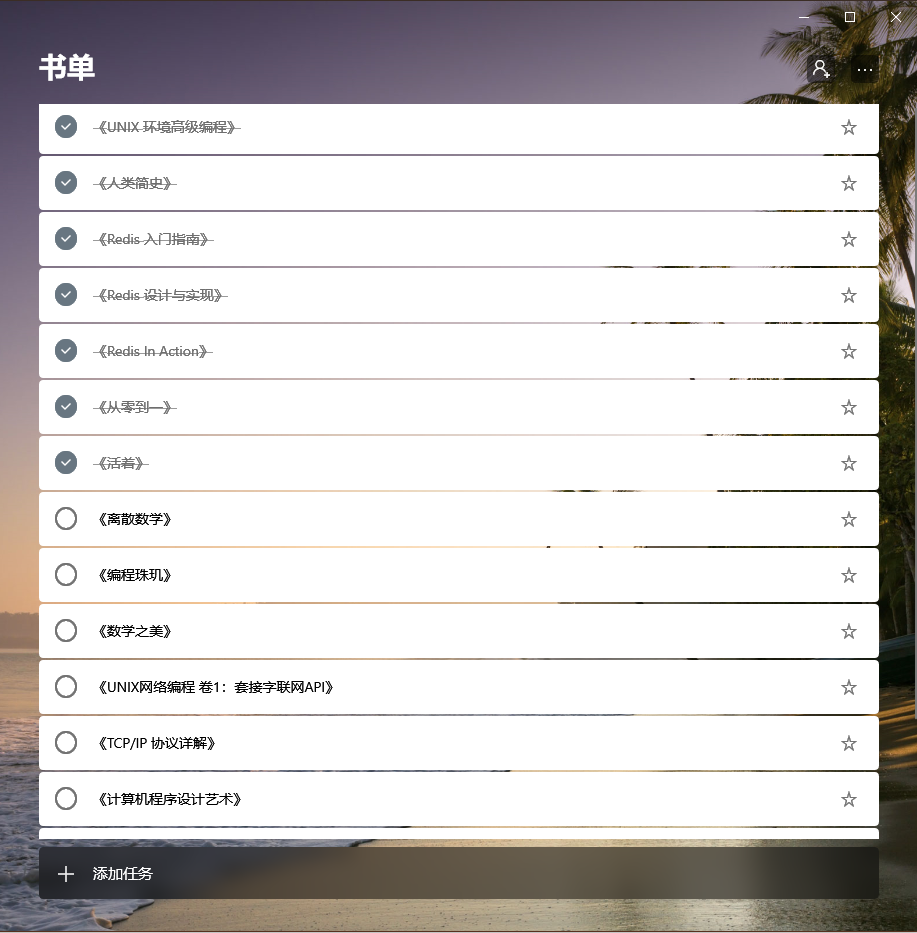 书单
《UNIX 环境高级编程》
《人类简史》
《Redis 入门指南》
《Redis 设计与实现》
《Redis In Action》
《从零到一》
《活着》
《离散数学》
《编程珠玑》
《数学之美》
《UNIX网络编程 卷1：套接字联网API》
《TCP/IP 协议详解》
《计算机程序设计艺术》
添加任务